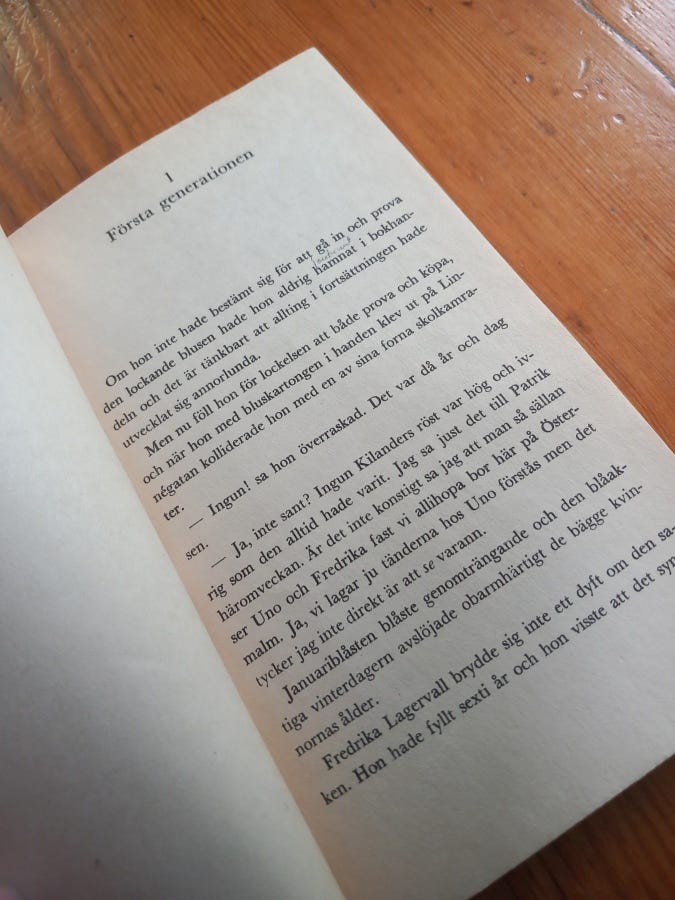 1
Första generationen
Om hon inte hade bestämt sig för att gå in och prova
den lockande blusen hade hon aldrig hamnat i bokhan-
deln och det är tänkbart att allting i fortsättningen hade
utvecklat sig annorlunda.
Men nu föll hon för lockelsen att både prova och köpa,
och när hon med bluskartongen i handen klev ut på Lin-
négatan kolliderade hon med en av sina forna skolkamra-
ter.
— Ingun! sa hon överraskad. Det var då år och dag
sen.
— Ja, inte sant? Ingun Kilanders röst var hög och iv-
rig som den alltid hade varit. Jag sa just det till Patrik
häromveckan. Är det inte konstigt sa jag att man så sällan
ser Uno och Fredrika fast vi allihopa bor här på Öster-
malm. Ja, vi lagar ju tänderna hos Uno förstås men det
tycker jag inte direkt är att se varann.
Januariblåsten blåste genomträngande och den blåak-
tiga vinterdagern avslöjade obarmhärtigt de bägge kvin-
nornas ålder.
Fredrika Lagervall brydde sig inte ett dyft om den sa-
ken. Hon hade fyllt sexti år och hon visste att det syn